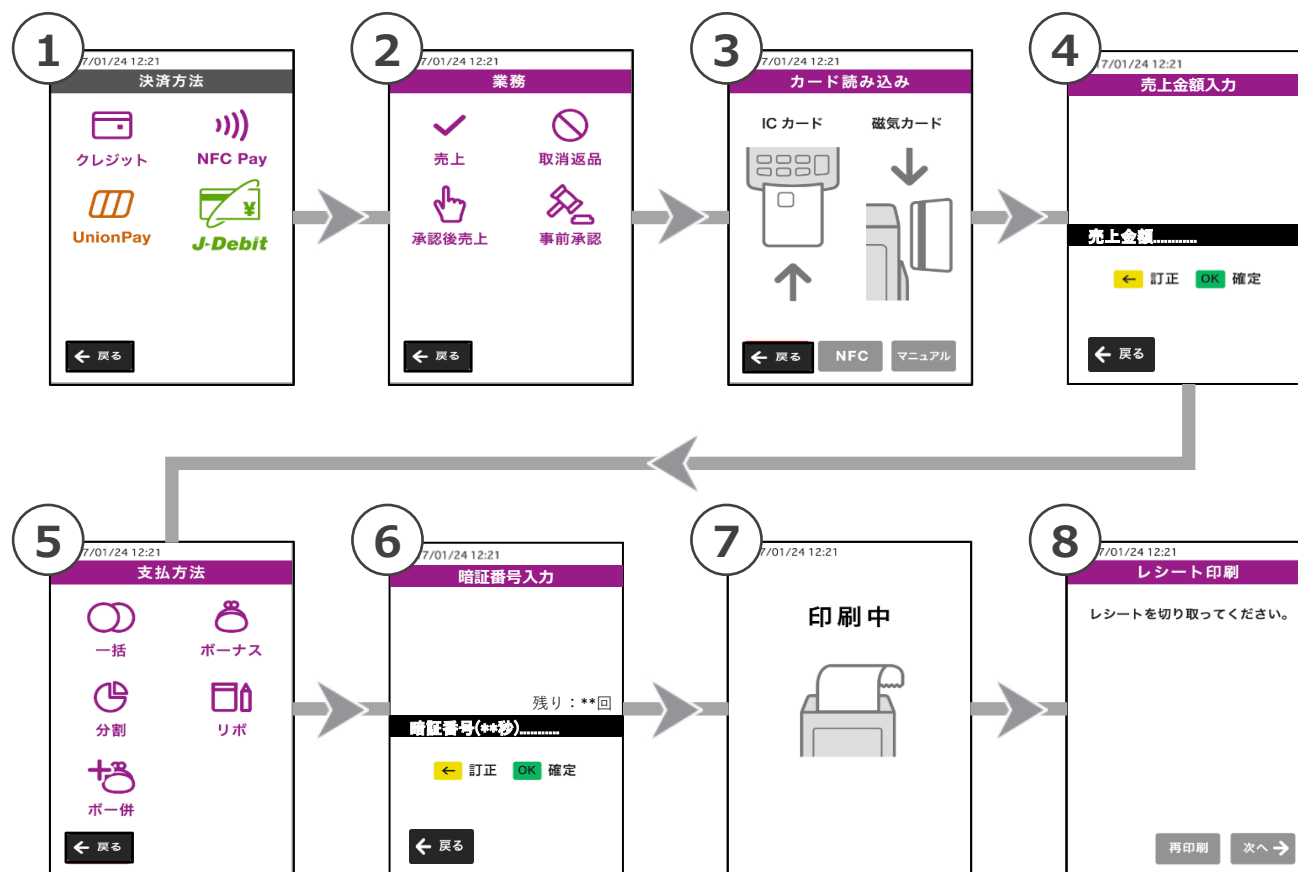 1
7/01/24 12:21
決済方法
クレジット
NFC Pay
UnionPay
J-Debit
戻る
2
7/01/24 12:21
業務
売上
取消返品
承認後売上
事前承認
戻る
3
7/01/24 12:21
カード読み込み
IC カード
磁気カード
戻る
NFC
マニュアル
4
7/01/24 12:21
売上金額入力
売上金額...........
訂正
OK 確定
戻る
5
7/01/24 12:21
支払方法
一括
ボーナス
分割
リボ
ボー併
戻る
6
7/01/24 12:21
暗証番号入力
残り：**回
暗証番号(**秒)..........
訂正
OK 確定
戻る
7
7/01/24 12:21
印刷中
8
7/01/24 12:21
レシート印刷
レシートを切り取ってください。
再印刷
次へ